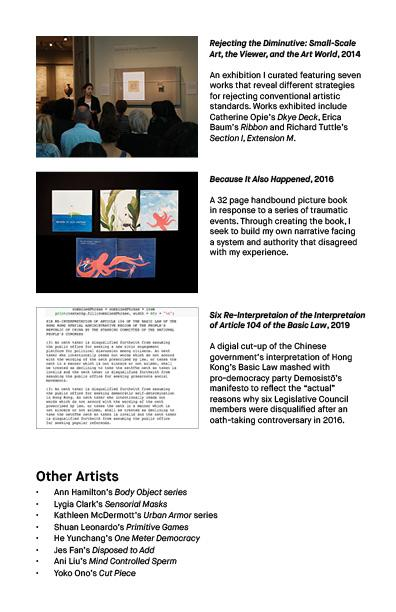 Rejecting the Diminutive: Small-Scale
Art, the Viewer, and the Art World, 2014
An exhibition I curated featuring seven
works that reveal different strategies
for rejecting conventional artistic
standards. Works exhibited include
Catherine Opie's Dkye Deck, Erica
Baum's Ribbon and Richard Tuttle's
Section I, Extension M.
Because It Also Happened, 2016
A 32 page handbound picture book
in response to a series of traumatic
events. Through creating the book, I
seek to build my own narrative facing
a system and authority that disagreed
with my experience.
Six Re-Interpretaion of the Interpretaion
of Article 104 of the Basic Law, 2019
A digial cut-up of the Chinese
government's interpretation of Hong
Kong's Basic Law mashed with
pro-democracy party Demosistō's
manifesto to reflect the "actual"
reasons why six Legislative Council
members were disqualified after an
oath-taking controversary in 2016.
Other Artists
• Ann Hamilton's Body Object series
• Lygia Clark's Sensorial Masks
• Kathleen McDermott's Urban Armor series
• Shuan Leonardo's Primitive Games
• He Yunchang's One Meter Democracy
• Jes Fan's Disposed to Add
• Ani Liu's Mind Controlled Sperm
• Yoko Ono's Cut Piece